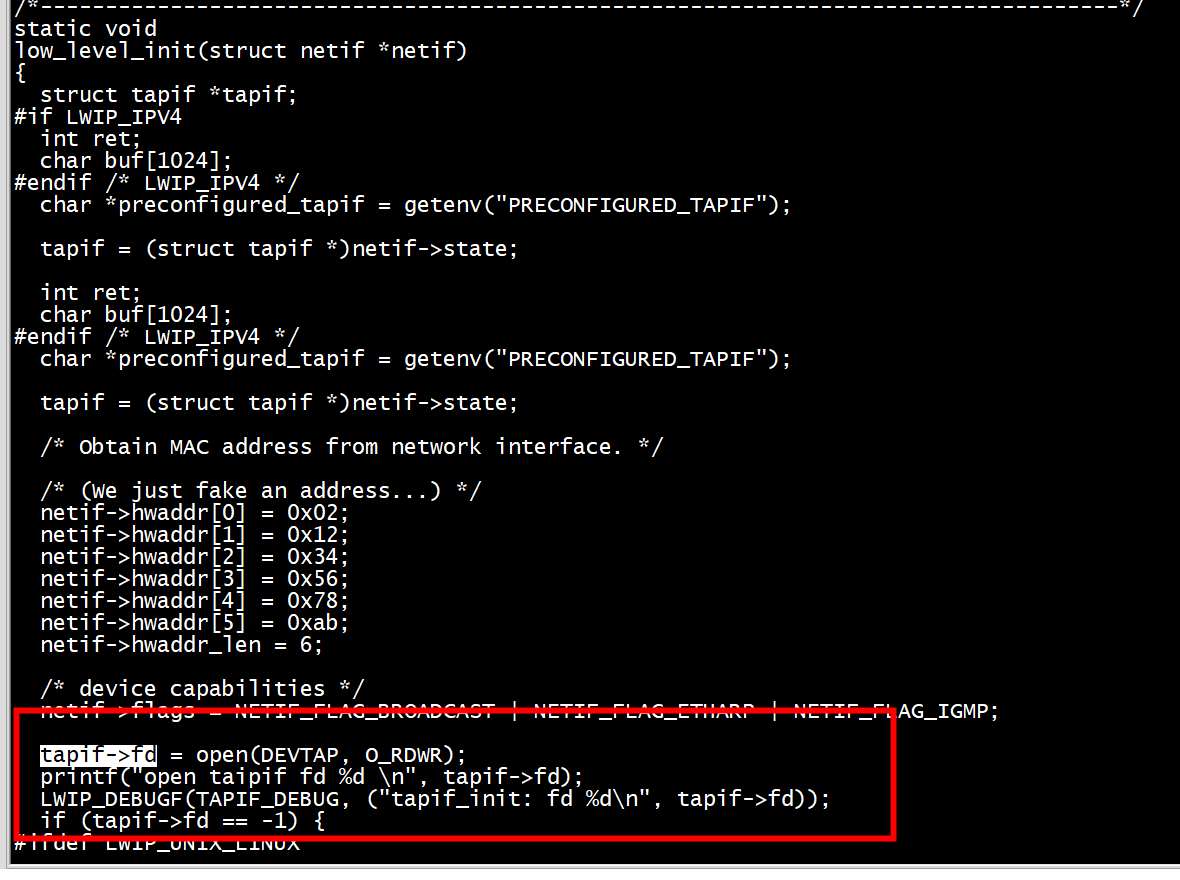 /*-----------------------------------------------------------------------------------*/
static void
low_level_init(struct netif *netif)
{
  struct tapif *tapif;
#if LWIP_IPV4
  int ret;
  char buf[1024];
#endif /* LWIP_IPV4 */
  char *preconfigured_tapif = getenv("PRECONFIGURED_TAPIF");
  tapif = (struct tapif *)netif->state;
  int ret;
  char buf[1024];
#endif /* LWIP_IPV4 */
  char *preconfigured_tapif = getenv("PRECONFIGURED_TAPIF");
  tapif = (struct tapif *)netif->state;
  /* Obtain MAC address from network interface. */
  /* (We just fake an address...) */
  netif->hwaddr[0] = 0x02;
  netif->hwaddr[1] = 0x12;
  netif->hwaddr[2] = 0x34;
  netif->hwaddr[3] = 0x56;
  netif->hwaddr[4] = 0x78;
  netif->hwaddr[5] = 0xab;
  netif->hwaddr_len = 6;
  /* device capabilities */
  netif->flags = NETIF_FLAG_BROADCAST | NETIF_FLAG_ETHARP | NETIF_FLAG_IGMP;
  tapif->fd = open(DEVTAP, O_RDWR);
  printf("open taipif fd %d \n", tapif->fd);
  LWIP_DEBUGF(TAPIF_DEBUG, ("tapif_init: fd %d\n", tapif->fd));
  if (tapif->fd == -1) {
#ifdef LWIP_UNIX_LINUX